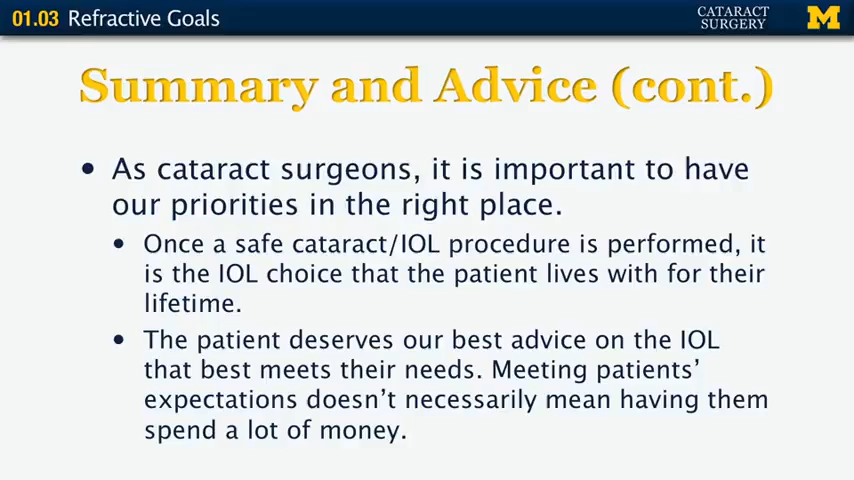 01.03 Refractive Goals
CATARACT
SURGERY
M
Summary and Advice (cont.)
• As cataract surgeons, it is important to have
our priorities in the right place.
• Once a safe cataract/IOL procedure is performed, it
is the IOL choice that the patient lives with for their
lifetime.
• The patient deserves our best advice on the IOL
that best meets their needs. Meeting patients’
expectations doesn’t necessarily mean having them
spend a lot of money.